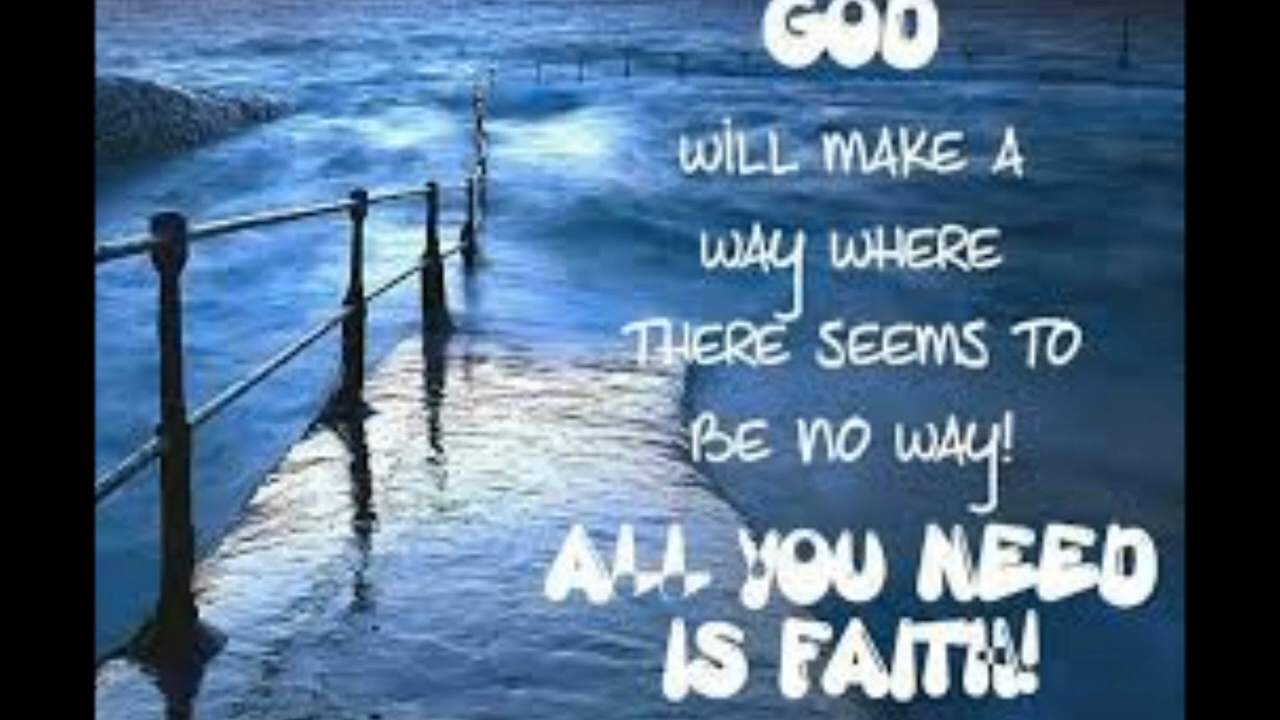 GOD
WILL MAKE A
WAY WHERE
THERE SEEMS TO
BE NO WAY!
ALL YOU NEED
IS FAITH!